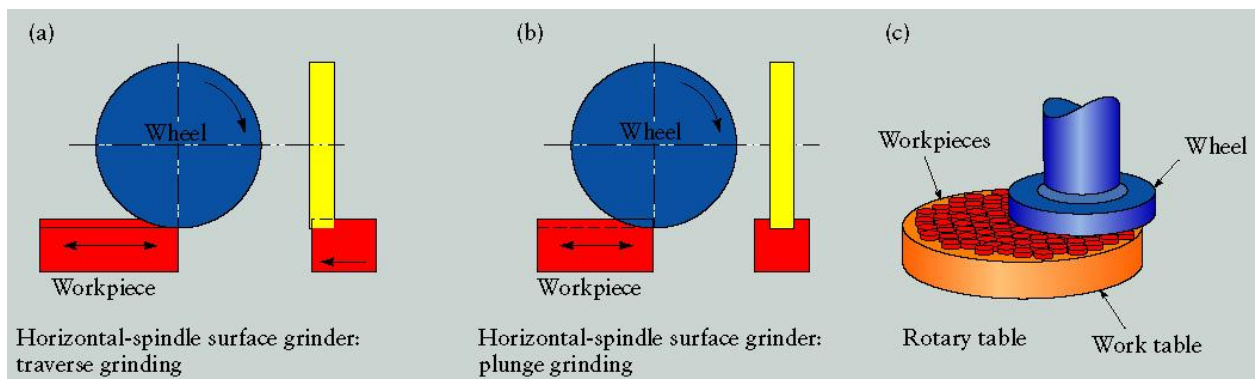 (a)
Wheel
Workpiece
Horizontal-spindle surface grinder:
traverse grinding
(b)
Wheel
Workpiece
Horizontal-spindle surface grinder:
plunge grinding
(c)
Workpieces
Wheel
Rotary table
Work table